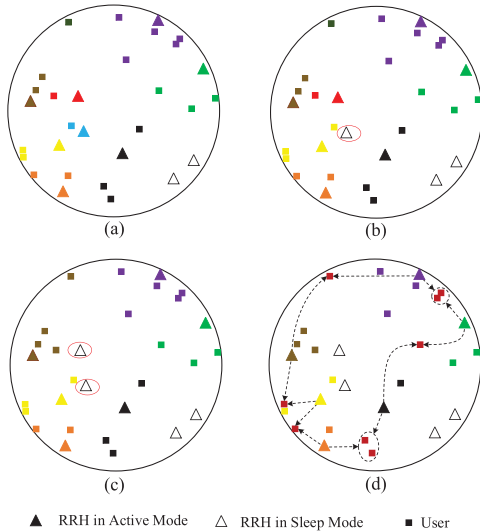 (a)
(b)
(c)
(d)
RRH in Active Mode
RRH in Sleep Mode
User